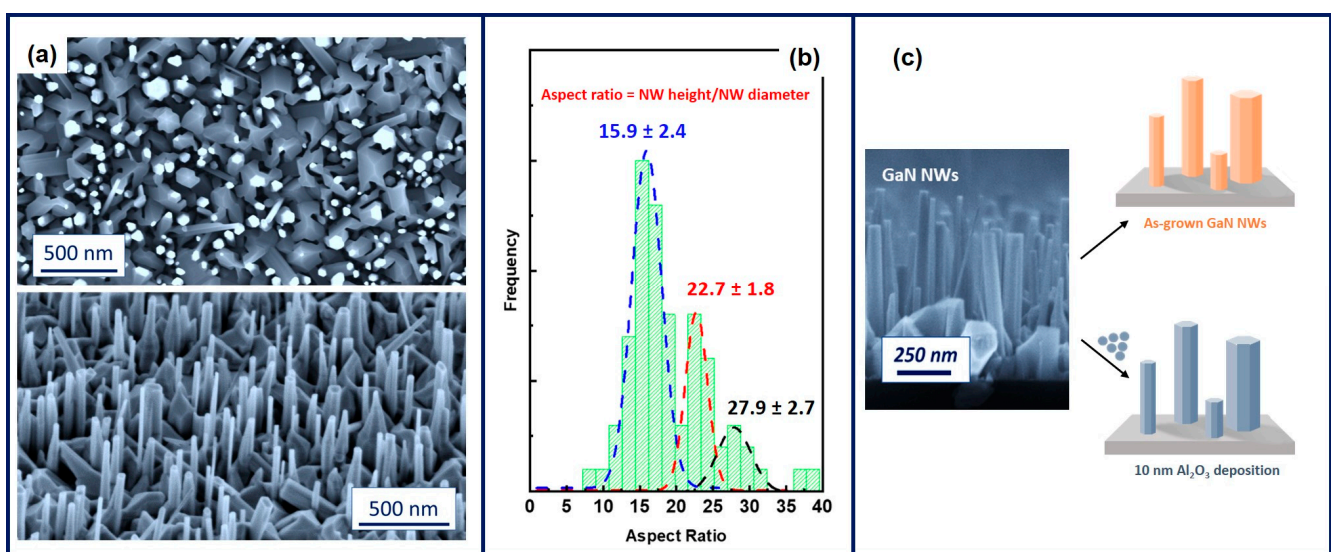 (a)
500 nm
500 nm
(b)
Aspect ratio = NW height/NW diameter
15.9 ± 2.4
22.7 ± 1.8
27.9 ± 2.7
Frequency
0 5 10 15 20 25 30 35 40
Aspect Ratio
(c)
GaN NWs
250 nm
As-grown GaN NWs
10 nm Al₂O₃ deposition